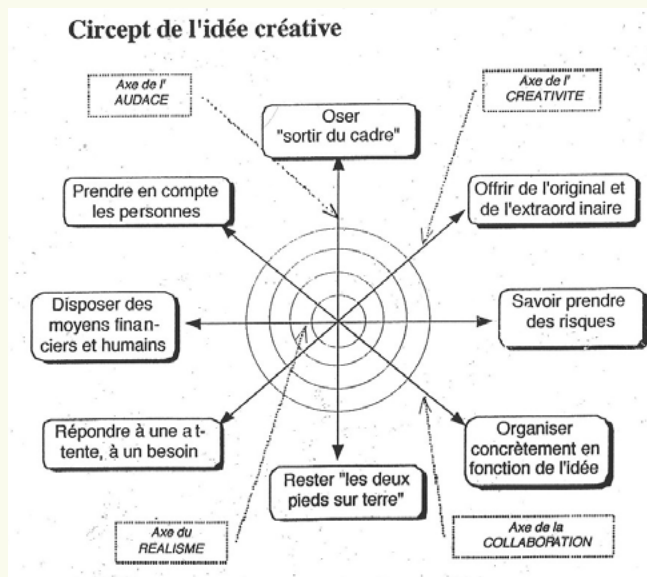 Circept de l'idée créative
Axe de l'
AUDACE
Axe de l'
CREATIVITE
Oser
"sortir du cadre"
Prendre en compte
les personnes
Offrir de l'original et
de l'extraord inaire
Disposer des
moyens finan-
ciers et humains
Savoir prendre
des risques
Répondre à une at-
tente, à un besoin
Organiser
concrètement en
fonction de l'idée
Rester "les deux
pieds sur terre"
Axe du
REALISME
Axe de la
COLLABORATION